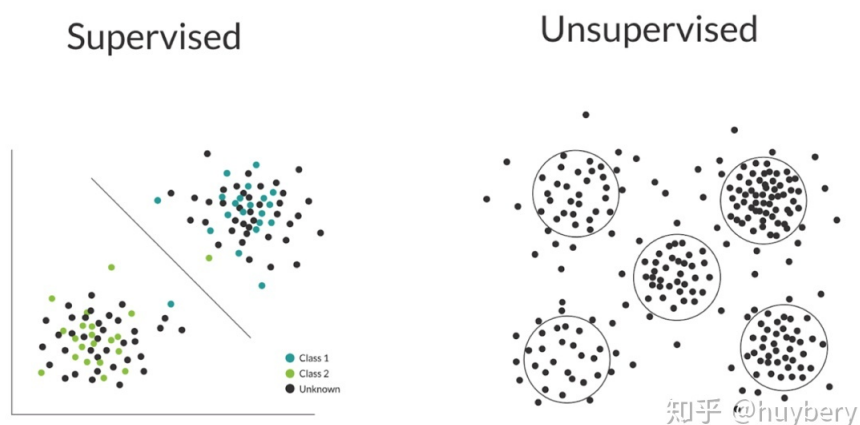 Supervised
Unsupervised
Class 1
Class 2
Unknown
知乎 @huybery